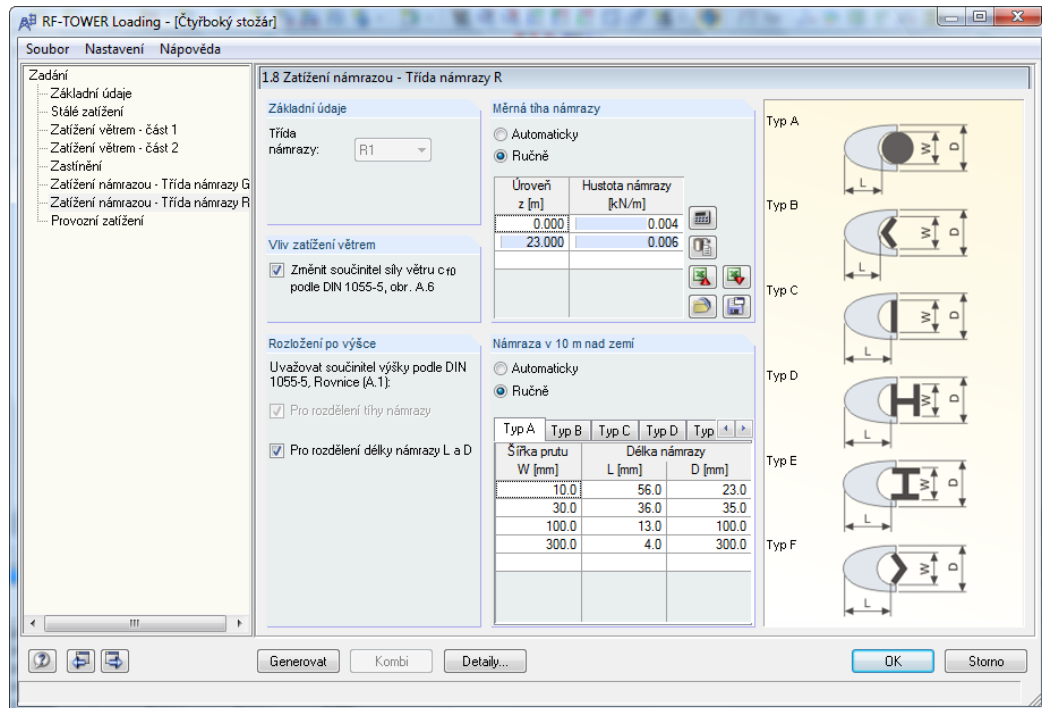 RF-TOWER Loading - [Čtyřboký stožár]
Soubor Nastavení Nápověda
Zadání
Základní údaje
Stálé zatížení
Zatížení větrem - část 1
Zatížení větrem - část 2
Zastínění
Zatížení námrazou - Třída námrazy G
Zatížení námrazou - Třída námrazy R
Provozní zatížení
1.8 Zatížení námrazou - Třída námrazy R
Základní údaje
Třída
námrazy:
R1
Vliv zatížení větrem
Změnit součinitel síly větru cf0
podle DIN 1055-5, obr. A.6
Rozložení po výšce
Uvažovat součinitel výšky podle DIN
1055-5, Rovnice (A.1):
Pro rozdělení tíhy námrazy
Pro rozdělení délky námrazy L a D
Měrná tíha námrazy
Automaticky
Ručně
Úroveň Hustota námrazy
z [m] [kN/m]
0.000 0.004
23.000 0.006
Námraza v 10 m nad zemí
Automaticky
Ručně
Typ A Typ B Typ C Typ D Typ
Šířka prutu Délka námrazy
W [mm] L [mm] D [mm]
10.0 56.0 23.0
30.0 36.0 35.0
100.0 13.0 100.0
300.0 4.0 300.0
Typ A
W D
L
Typ B
W D
L
Typ C
W D
L
Typ D
W D
L
Typ E
W D
L
Typ F
W D
L
Generovat Kombi Detaily... OK Storno